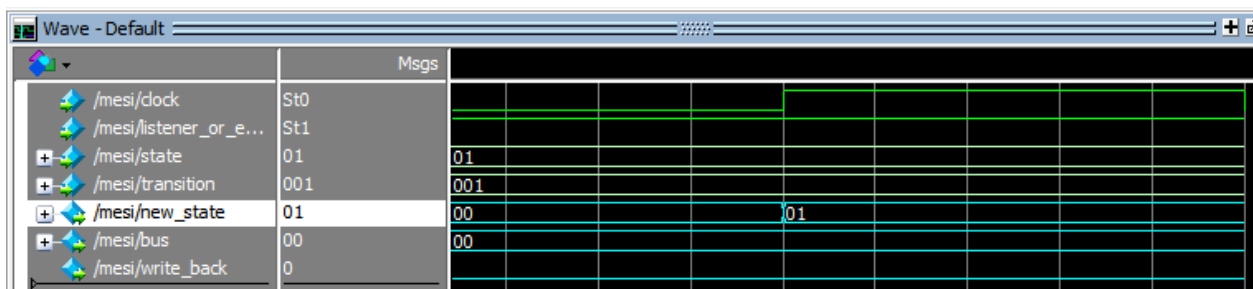 Wave - Default
Msgs
/mesi/clock St0
/mesi/listener_or_e... St1
/mesi/state 01 01
/mesi/transition 001 001
/mesi/new_state 01 00 01
/mesi/bus 00 00
/mesi/write_back 0